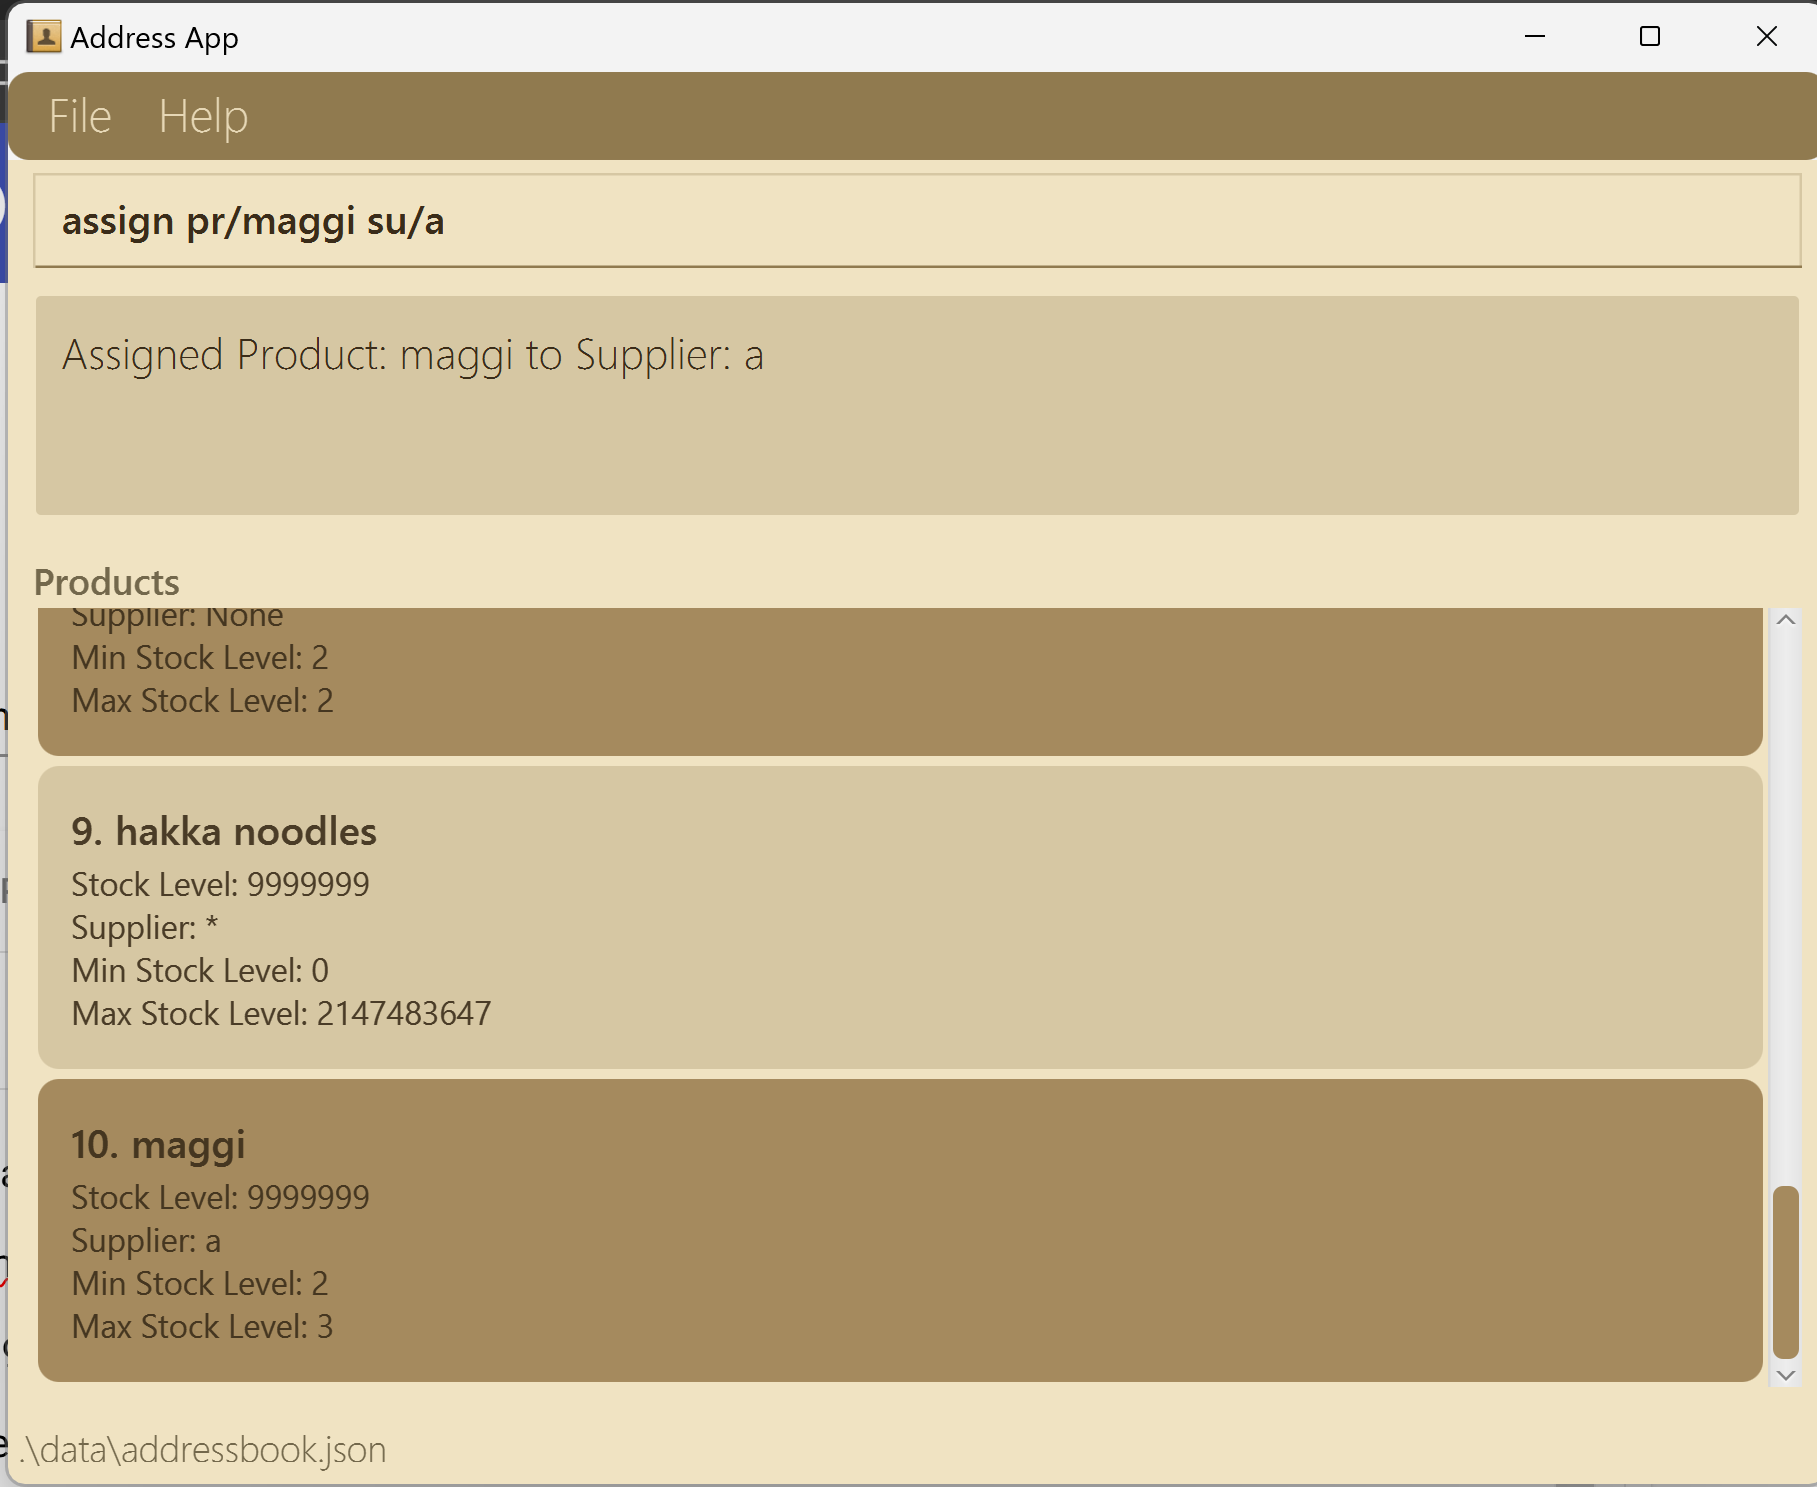 Address App
File Help
assign pr/maggi su/a
Assigned Product: maggi to Supplier: a
Products
Supplier: None
Min Stock Level: 2
Max Stock Level: 2
9. hakka noodles
Stock Level: 9999999
Supplier: *
Min Stock Level: 0
Max Stock Level: 2147483647
10. maggi
Stock Level: 9999999
Supplier: a
Min Stock Level: 2
Max Stock Level: 3
.\data\addressbook.json